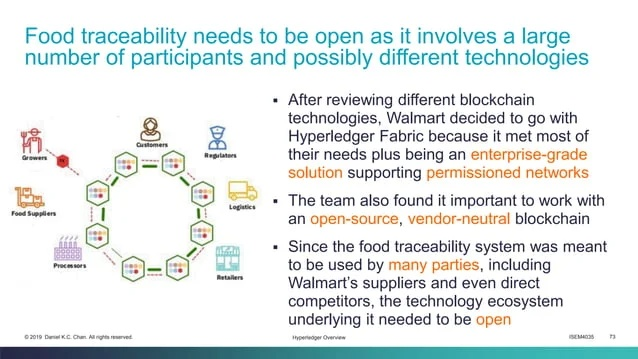 Food traceability needs to be open as it involves a large
number of participants and possibly different technologies
▪ After reviewing different blockchain
technologies, Walmart decided to go with
Hyperledger Fabric because it met most of
their needs plus being an enterprise-grade
solution supporting permissioned networks
▪ The team also found it important to work with
an open-source, vendor-neutral blockchain
▪ Since the food traceability system was meant
to be used by many parties, including
Walmart's suppliers and even direct
competitors, the technology ecosystem
underlying it needed to be open
Customers
Growers
Regulators
Food Suppliers
Logistics
Processors
Retailers
© 2019 Daniel K.C. Chan. All rights reserved.
Hyperledger Overview
ISEM4035
73